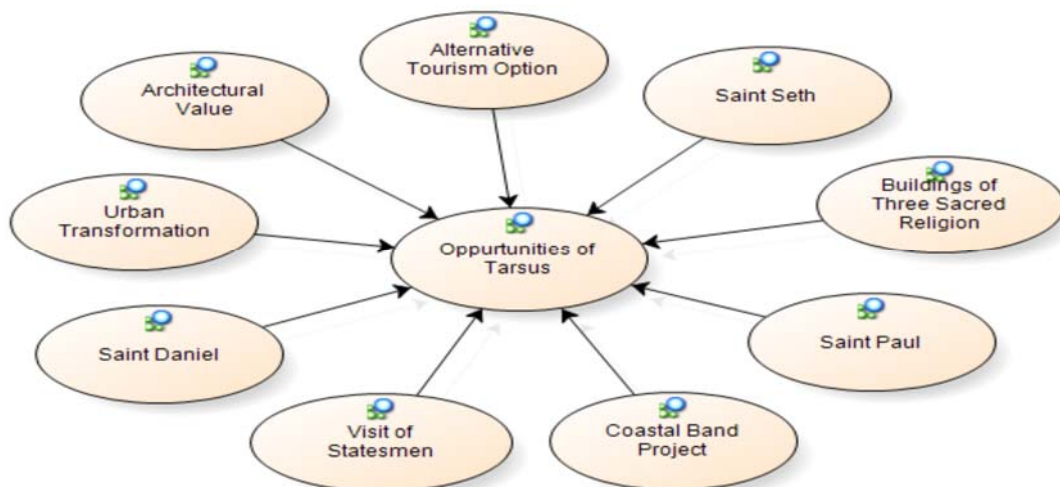 Alternative
Tourism Option
Architectural
Value
Saint Seth
Urban
Transformation
Buildings of
Three Sacred
Religion
Oppurtunities of
Tarsus
Saint Daniel
Saint Paul
Visit of
Statesmen
Coastal Band
Project